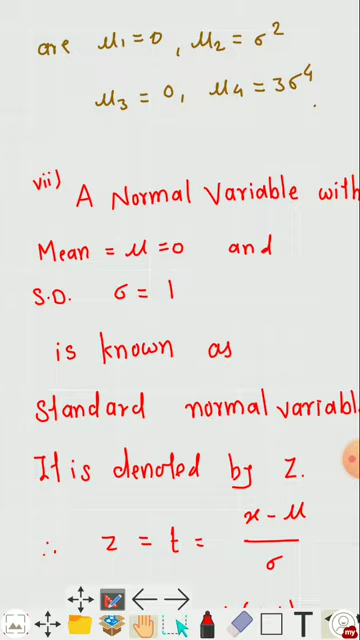 are μ₁ = 0, μ₂ = σ²
μ₃ = 0, μ₄ = 3σ⁴.
vii) A Normal Variable with
Mean = μ = 0 and
S.D. σ = 1
is known as
standard normal variabl
It is denoted by z.
∴ z = t = (x - μ) / σ
T
my